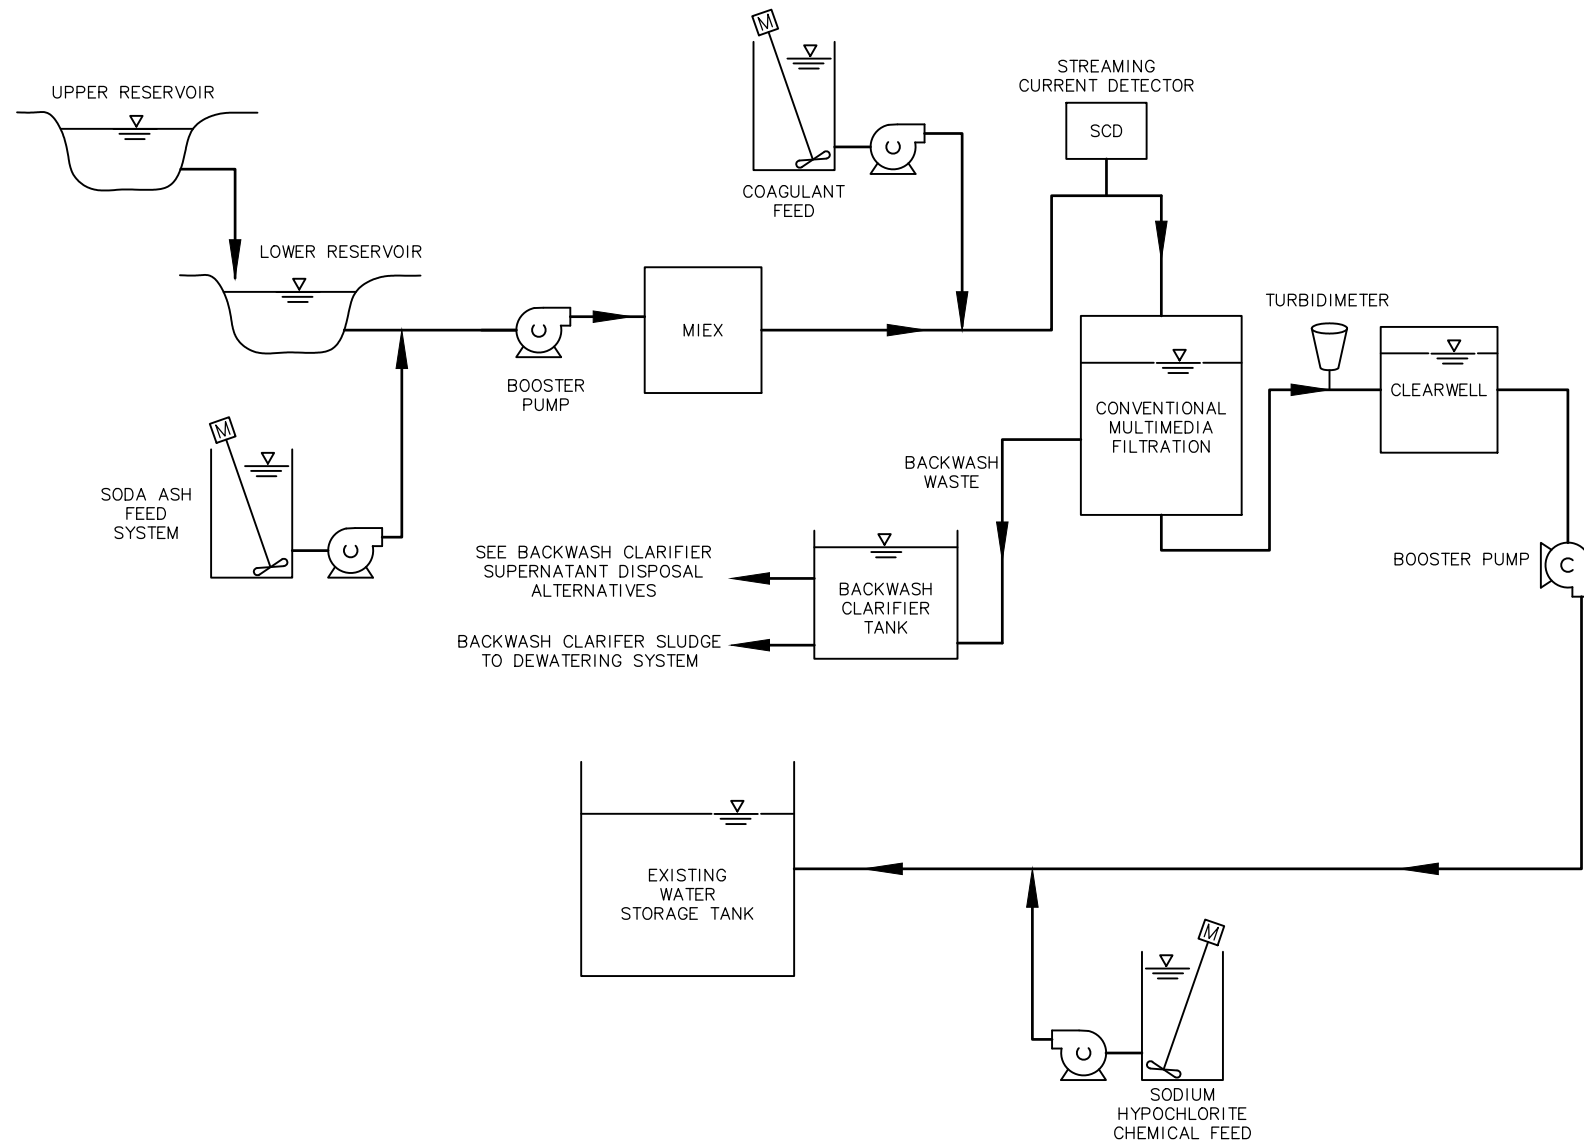 M
STREAMING
CURRENT DETECTOR
UPPER RESERVOIR
SCD
COAGULANT
FEED
LOWER RESERVOIR
MIEX
TURBIDIMETER
BOOSTER
PUMP
CLEARWELL
CONVENTIONAL
MULTIMEDIA
FILTRATION
M
BACKWASH
WASTE
SODA ASH
FEED
SYSTEM
SEE BACKWASH CLARIFIER
SUPERNATANT DISPOSAL
ALTERNATIVES
BOOSTER PUMP
BACKWASH
CLARIFIER
TANK
BACKWASH CLARIFER SLUDGE
TO DEWATERING SYSTEM
EXISTING
WATER
STORAGE TANK
M
SODIUM
HYPOCHLORITE
CHEMICAL FEED